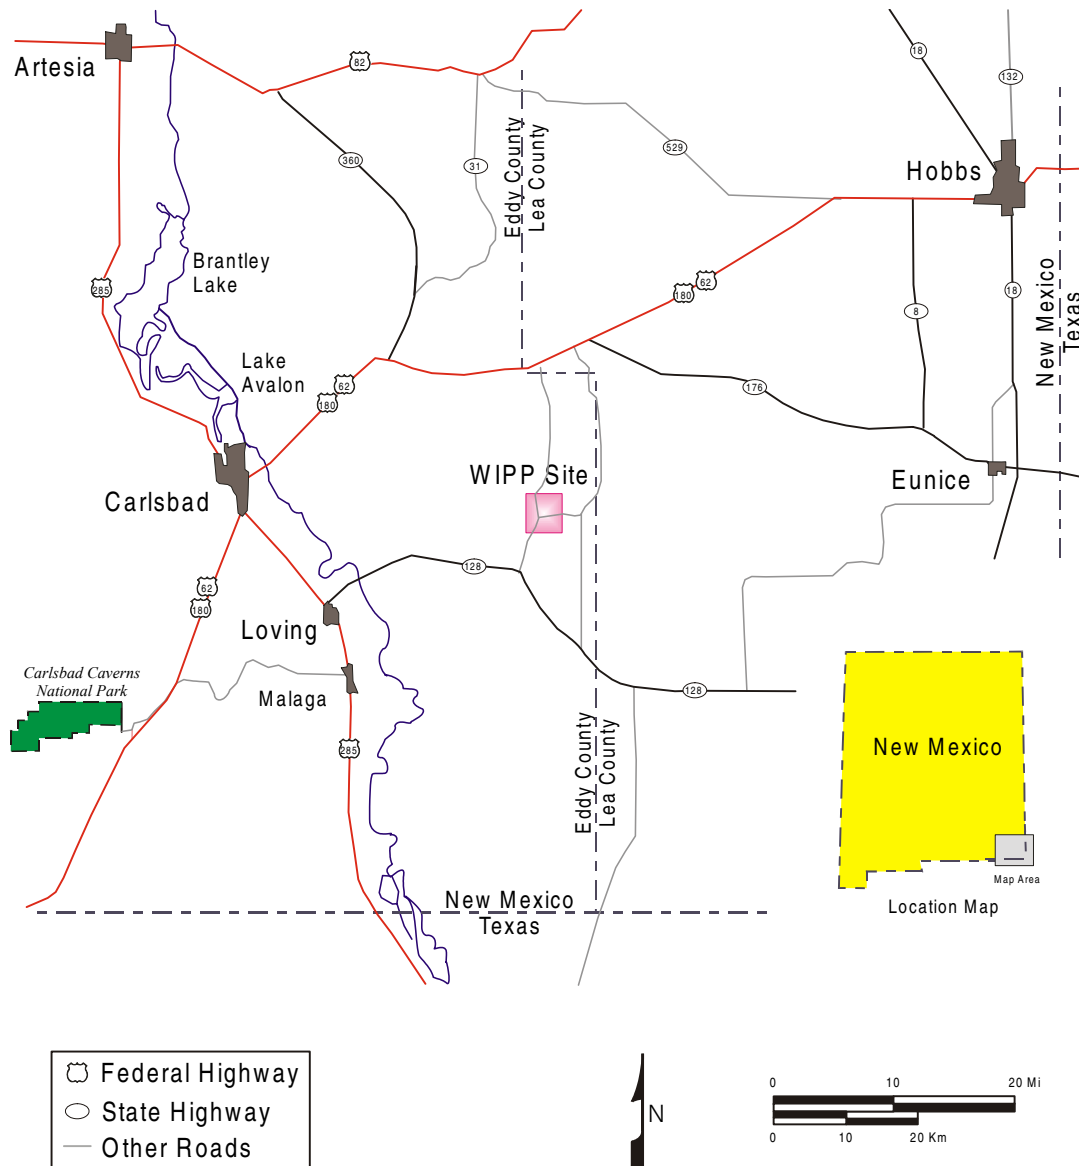 Artesia
82
18
132
360
31
529
Eddy County
Lea County
Hobbs
Brantley
Lake
285
62
180
18
8
New Mexico
Texas
Lake
Avalon
62
180
176
WIPP Site
Eunice
Carlsbad
128
62
180
Loving
Carlsbad Caverns
National Park
Malaga
128
285
Eddy County
Lea County
New Mexico
Map Area
Location Map
New Mexico
Texas
Federal Highway
State Highway
Other Roads
N
0 10 20 Mi
0 10 20 Km